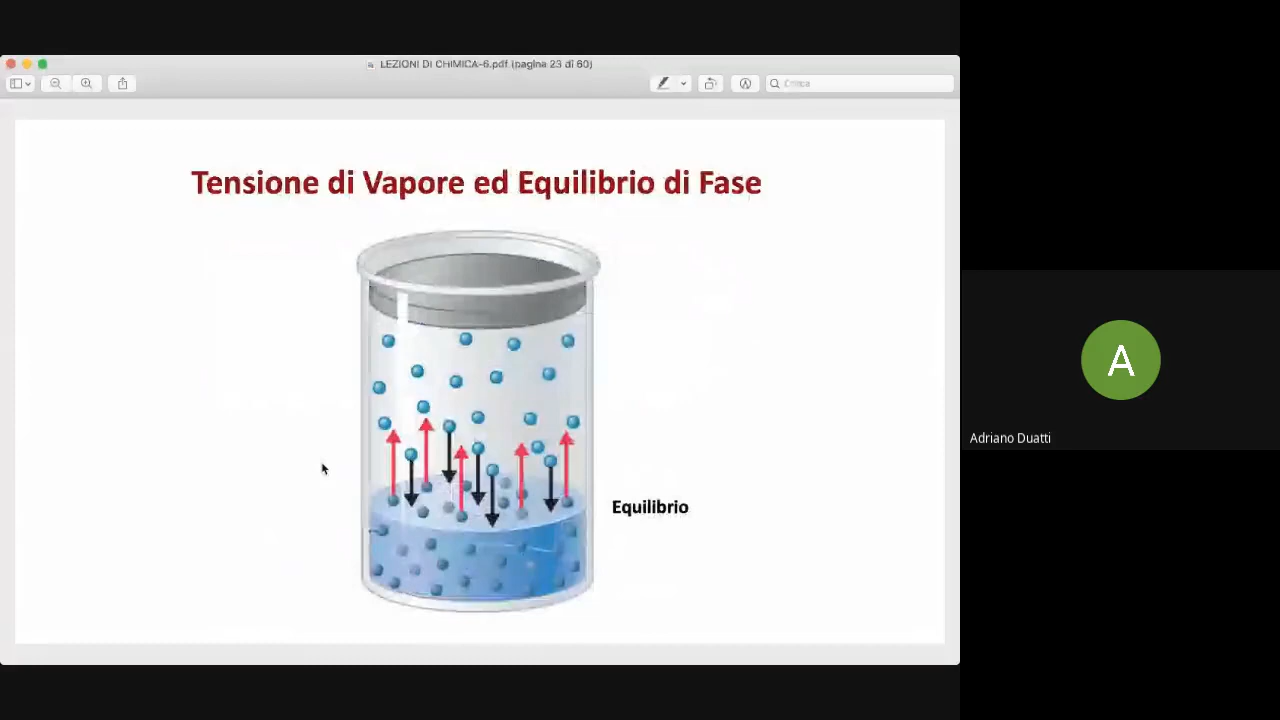 LEZIONI DI CHIMICA-6.pdf (pagina 23 di 60)
Cerca
Tensione di Vapore ed Equilibrio di Fase
Equilibrio
A
Adriano Duatti